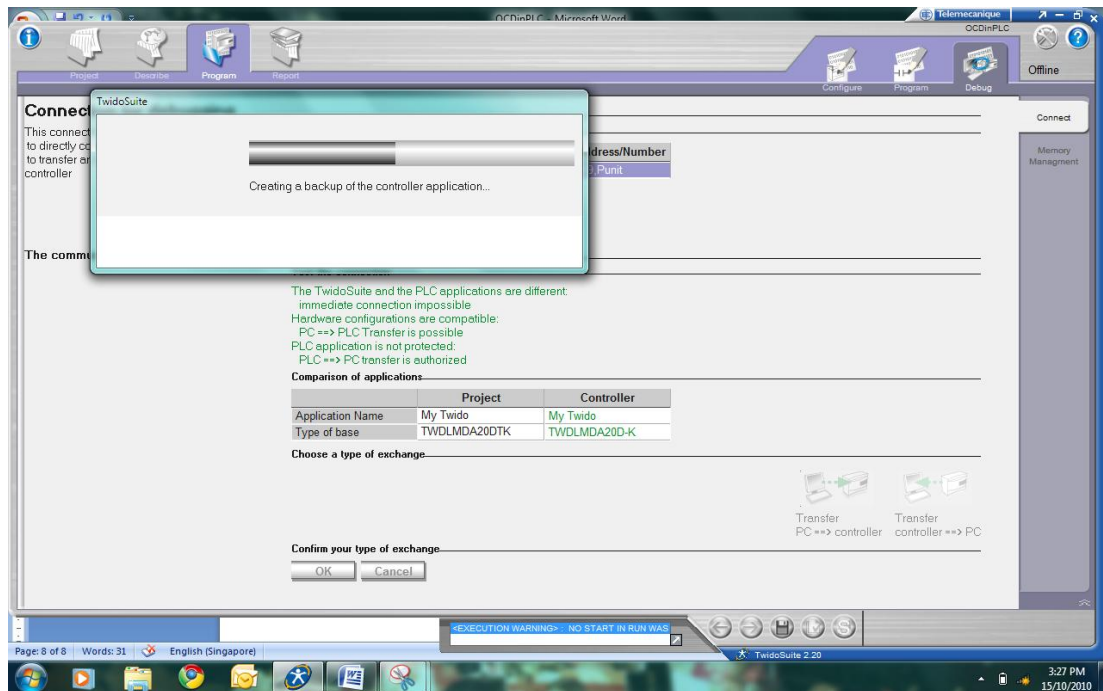 OCDinPLC - Microsoft Word
Telemecanique
OCDinPLC
Project
Describe
Program
Report
Configure
Program
Debug
Offline
TwidoSuite
Creating a backup of the controller application...
This connect
to directly
to transfer
controller
Connect
Memory
Managment
dress/Number
Punit
The commu
The TwidoSuite and the PLC applications are different:
immediate connection impossible
Hardware configurations are compatible:
PC ==> PLC Transfer is possible
PLC application is not protected:
PLC ==> PC transfer is authorized
Comparison of applications
Project Controller
Application Name My Twido My Twido
Type of base TWDLMDA20DTK TWDLMDA20D-K
Choose a type of exchange
Transfer
PC ==> controller
Transfer
controller ==> PC
Confirm your type of exchange
OK Cancel
<EXECUTION WARNING> : NO START IN RUN WAS
Page: 8 of 8 Words: 31 English (Singapore)
TwidoSuite 2.20
3:27 PM
15/10/2010